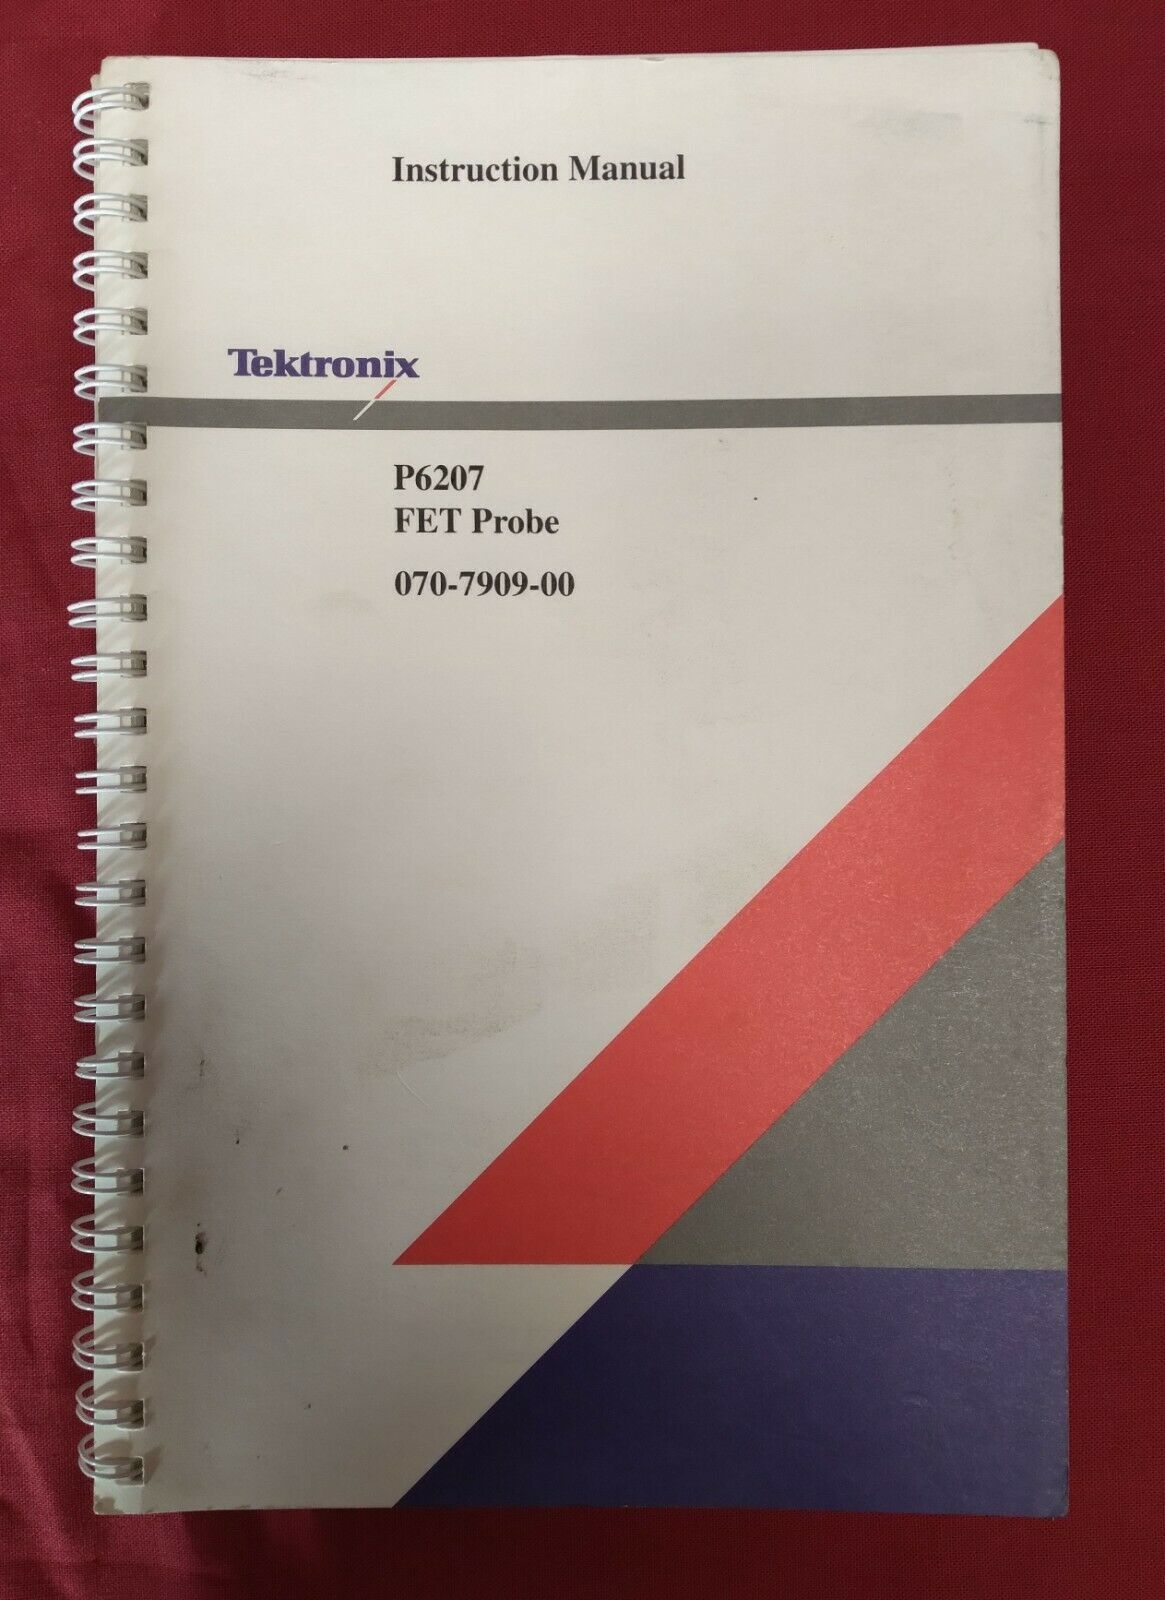 Instruction Manual
Tektronix
P6207
FET Probe
070-7909-00